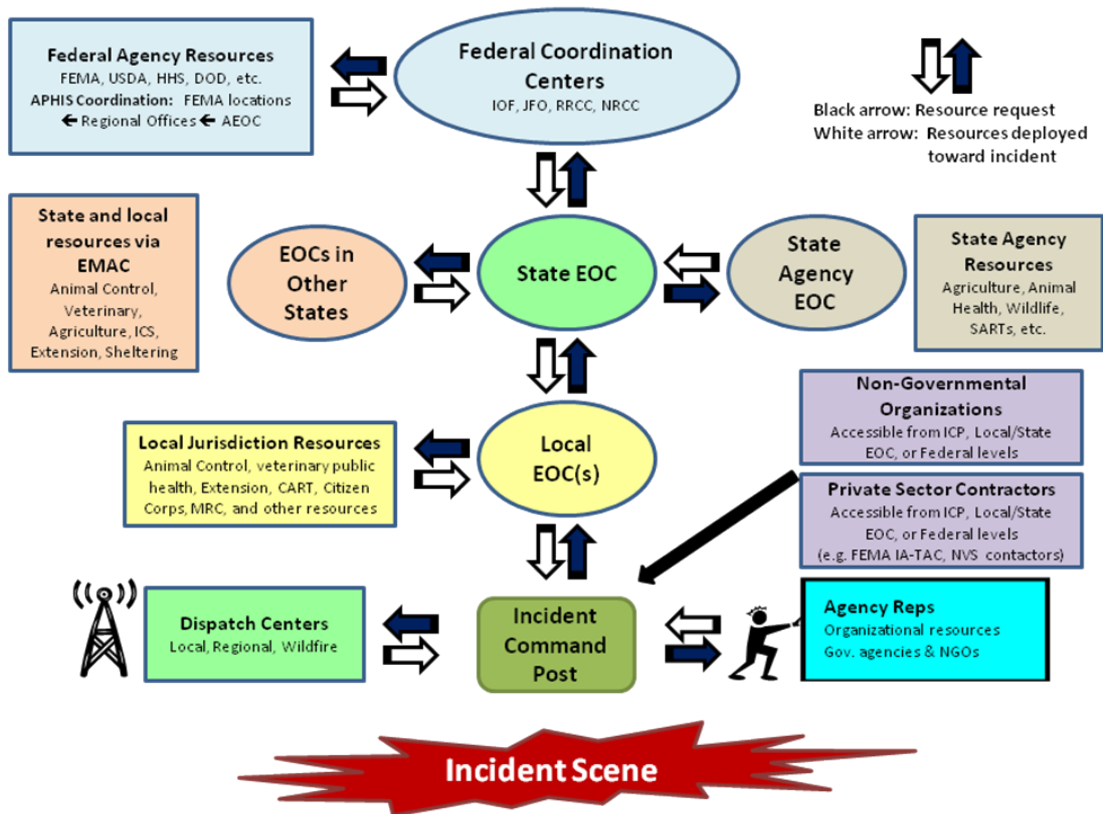 Federal Agency Resources
FEMA, USDA, HHS, DOD, etc.
APHIS Coordination: FEMA locations
← Regional Offices ← AEOC
Federal Coordination
Centers
IOF, JFO, RRCC, NRCC
Black arrow: Resource request
White arrow: Resources deployed
toward incident
State and local
resources via
EMAC
Animal Control,
Veterinary,
Agriculture, ICS,
Extension, Sheltering
EOCs in
Other
States
State EOC
State
Agency
EOC
State Agency
Resources
Agriculture, Animal
Health, Wildlife,
SARTs, etc.
Non-Governmental
Organizations
Accessible from ICP, Local/State
EOC, or Federal levels
Local Jurisdiction Resources
Animal Control, veterinary public
health, Extension, CART, Citizen
Corps, MRC, and other resources
Local
EOC(s)
Private Sector Contractors
Accessible from ICP, Local/State
EOC, or Federal levels
(e.g. FEMA IA-TAC, NVS contactors)
Dispatch Centers
Local, Regional, Wildfire
Incident
Command
Post
Agency Reps
Organizational resources
Gov. agencies & NGOs
Incident Scene